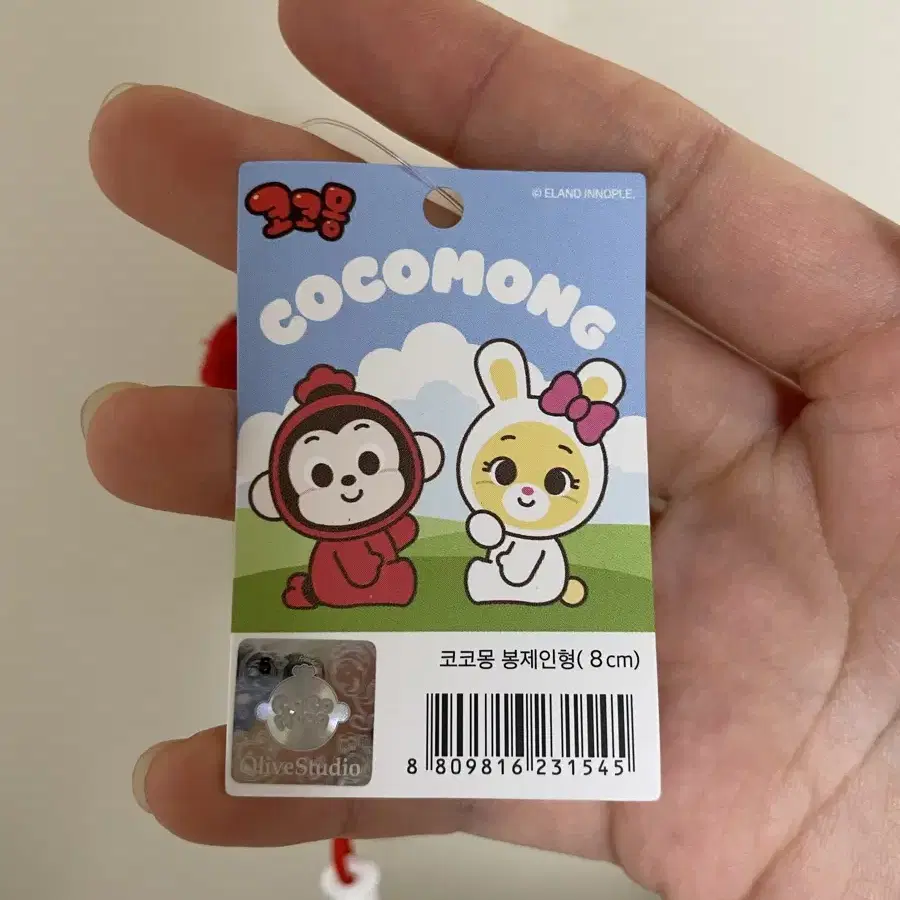 코코몽
© ELAND INNOPLE.
COCOMONG
코코몽 봉제인형( 8cm)
OliveStudio
8 809816 231545